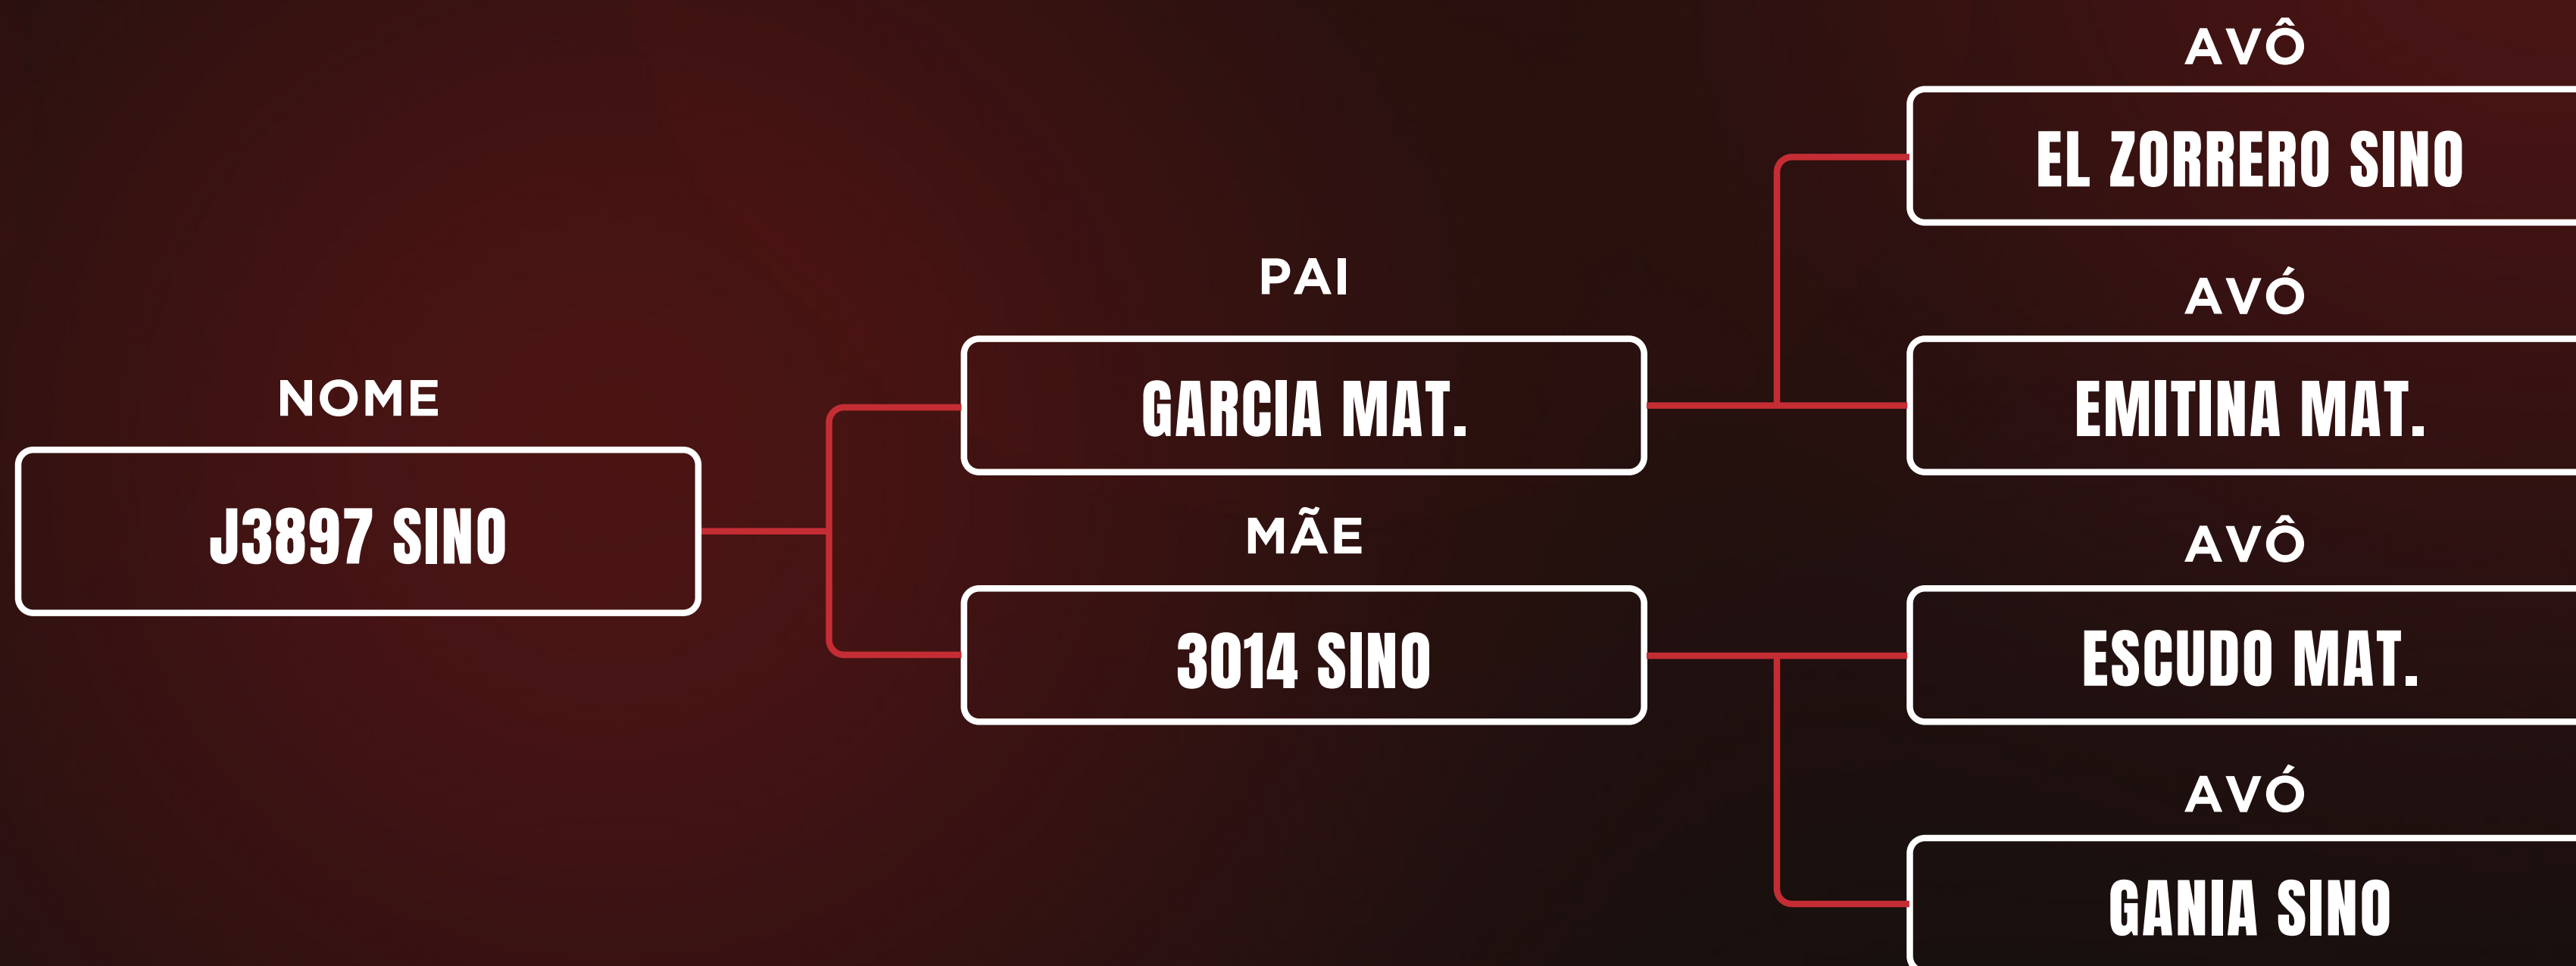 NOME
J3897 SINO
PAI
GARCIA MAT.
MÃE
3014 SINO
AVÔ
EL ZORRERO SINO
AVÓ
EMITINA MAT.
AVÔ
ESCUDO MAT.
AVÓ
GANIA SINO